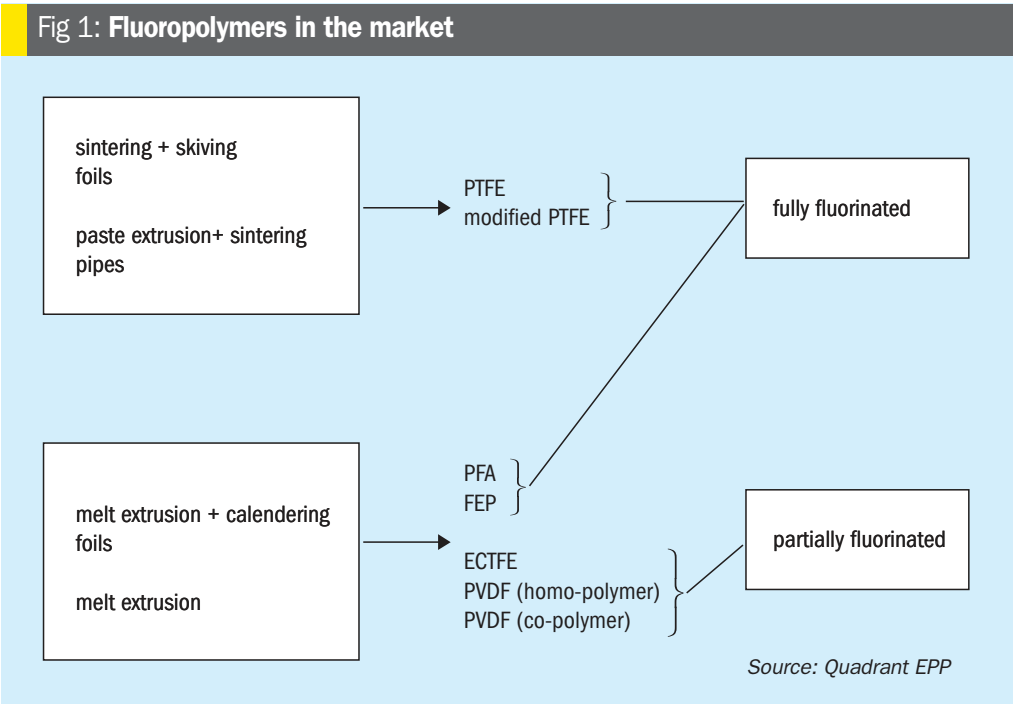 Fig 1: Fluoropolymers in the market
sintering + skiving
foils
paste extrusion+ sintering
pipes
PTFE
modified PTFE
fully fluorinated
melt extrusion + calendering
foils
melt extrusion
PFA
FEP
ECTFE
PVDF (homo-polymer)
PVDF (co-polymer)
partially fluorinated
Source: Quadrant EPP